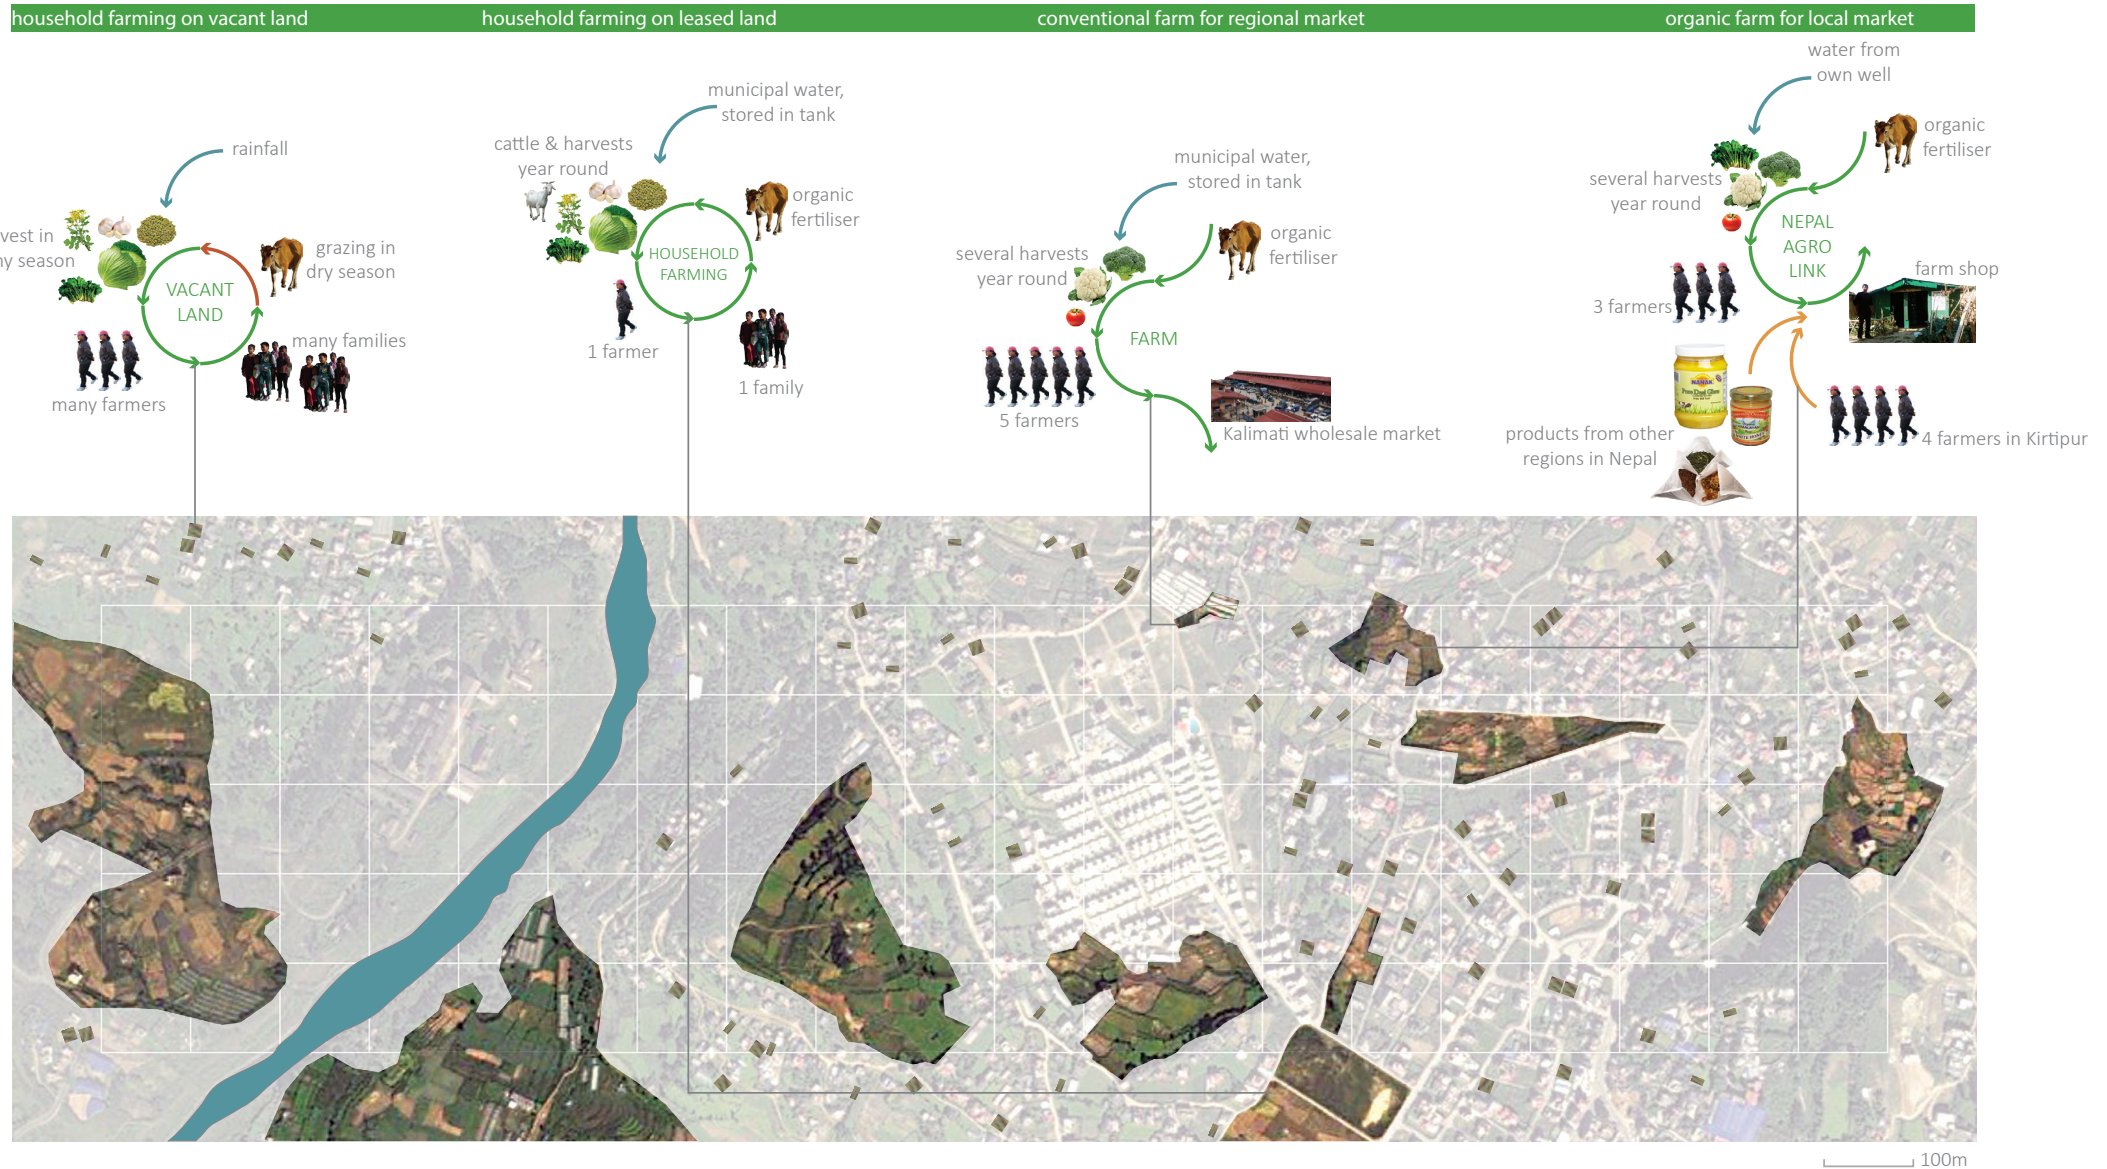 household farming on vacant land
household farming on leased land
conventional farm for regional market
organic farm for local market
rainfall
vest in
y season
grazing in
dry season
VACANT
LAND
many families
many farmers
municipal water,
stored in tank
cattle & harvests
year round
organic
fertiliser
HOUSEHOLD
FARMING
1 farmer
1 family
municipal water,
stored in tank
several harvests
year round
organic
fertiliser
FARM
5 farmers
Kalimati wholesale market
water from
own well
organic
fertiliser
several harvests
year round
NEPAL
AGRO
LINK
farm shop
3 farmers
NANAK
Pure Desi Ghee
products from other
regions in Nepal
4 farmers in Kirtipur
100m